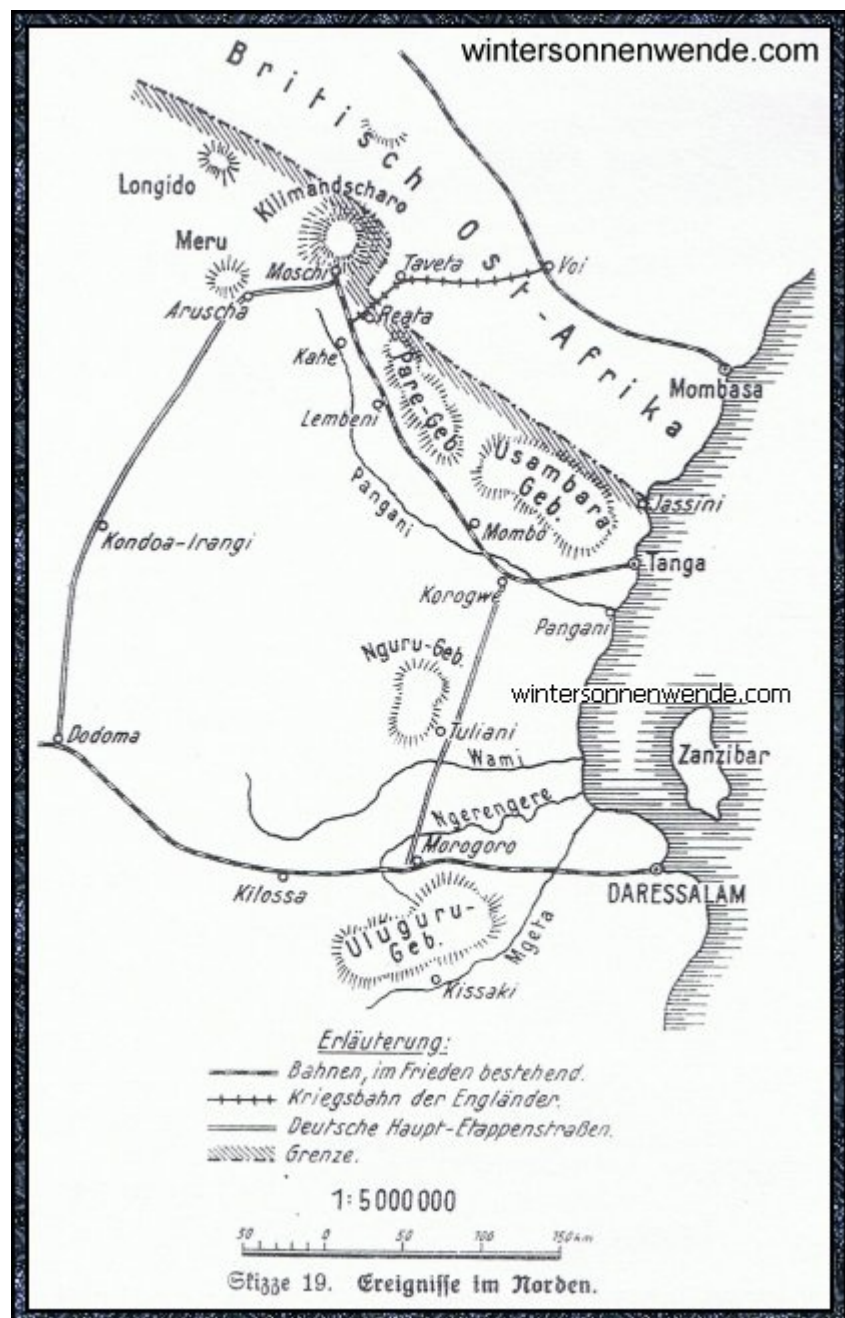 wintersonnenwende.com
Britisch Ost-Afrika
Longido
Kilimandscharo
Meru
Moschi
Taveta
Voi
Aruscha
Reata
Kahe
Pare-Geb.
Mombasa
Lembeni
Usambara
Geb.
Pangani
Jassini
Kondoa-Irangi
Mombo
Tanga
Korogwe
Pangani
Nguru-Geb.
wintersonnenwende.com
Dodoma
Tuliani
Zanzibar
Wami
Ngerengere
Morogoro
Kilossa
DARESSALAM
Uluguru-
Geb.
Mgeta
Kissaki
Erläuterung:
Bahnen, im Frieden bestehend.
Kriegsbahn der Engländer.
Deutsche Haupt-Etappenstraßen.
Grenze.
1:5000000
50 0 50 100 150 km
Skizze 19. Ereignisse im Norden.